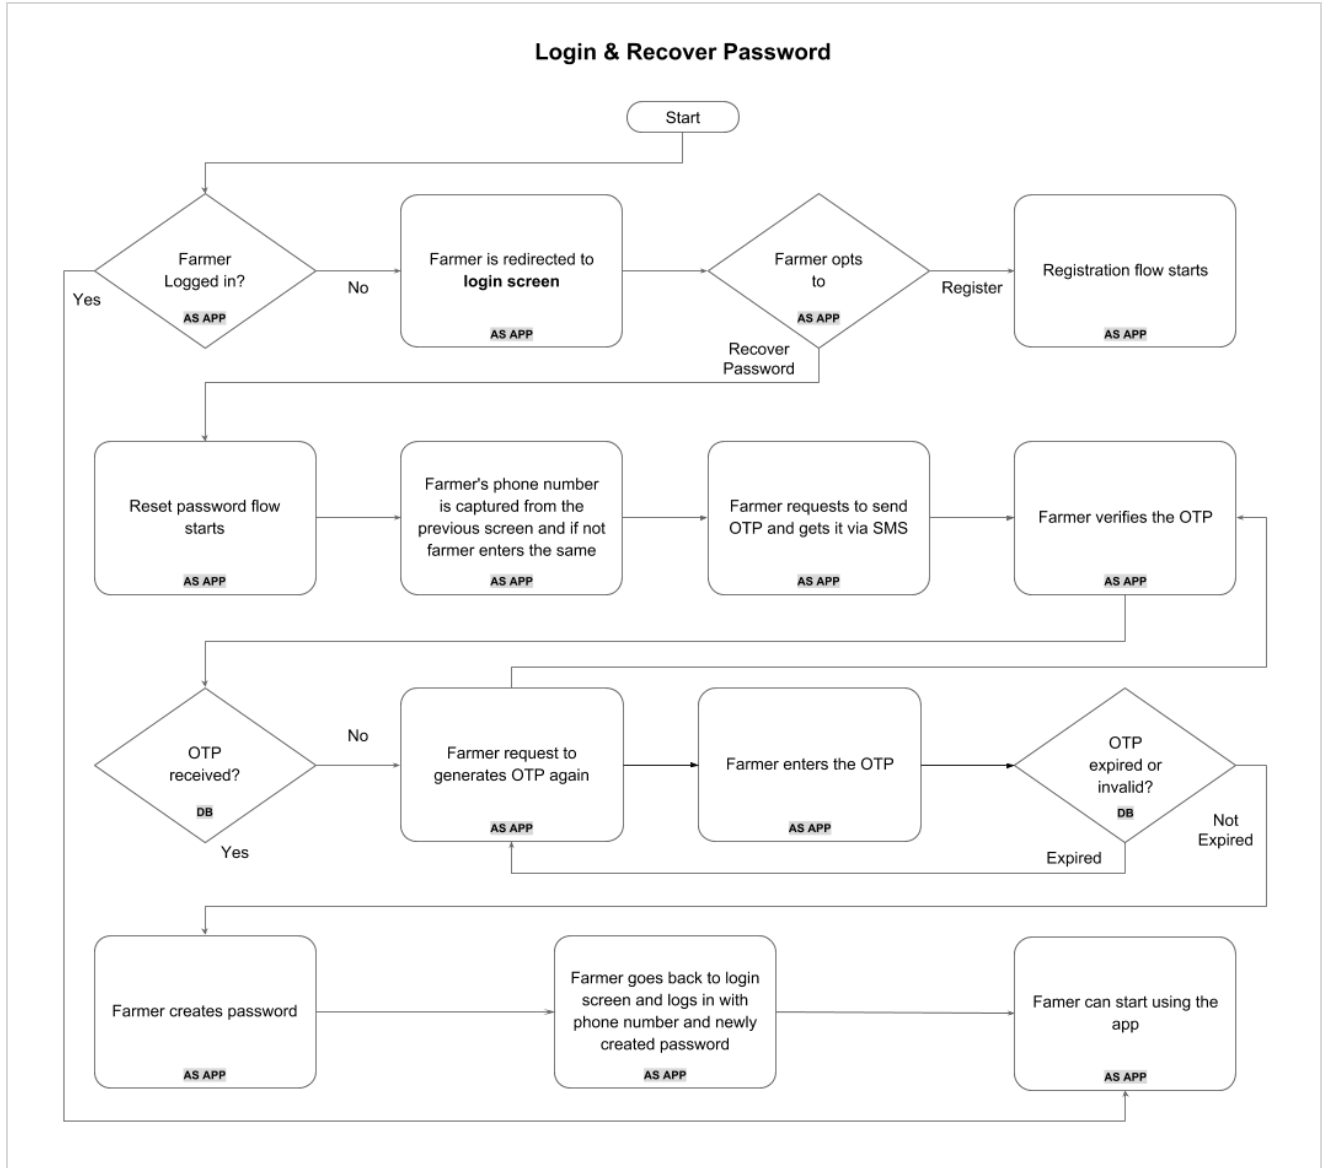 Login & Recover Password
Start
Farmer
Logged in?
AS APP
Yes
No
Farmer is redirected to
login screen
AS APP
Farmer opts
to
AS APP
Register
Registration flow starts
AS APP
Recover
Password
Reset password flow
starts
AS APP
Farmer's phone number
is captured from the
previous screen and if not
farmer enters the same
AS APP
Farmer requests to send
OTP and gets it via SMS
AS APP
Farmer verifies the OTP
AS APP
OTP
received?
DB
No
Yes
Farmer request to
generates OTP again
AS APP
Farmer enters the OTP
AS APP
OTP
expired or
invalid?
DB
Not
Expired
Expired
Farmer creates password
AS APP
Farmer goes back to login
screen and logs in with
phone number and newly
created password
AS APP
Famer can start using the
app
AS APP